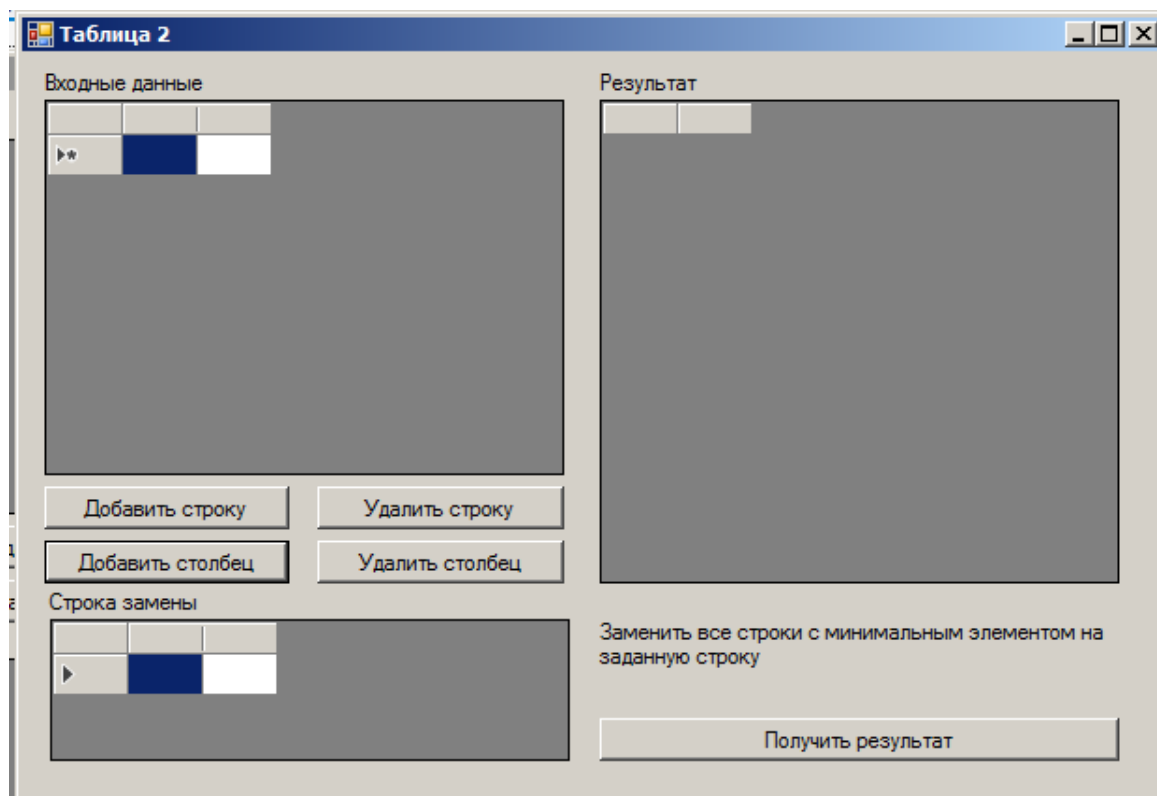 Таблица 2
Входные данные
Результат
Добавить строку
Удалить строку
Добавить столбец
Удалить столбец
Строка замены
Заменить все строки с минимальным элементом на
заданную строку
Получить результат